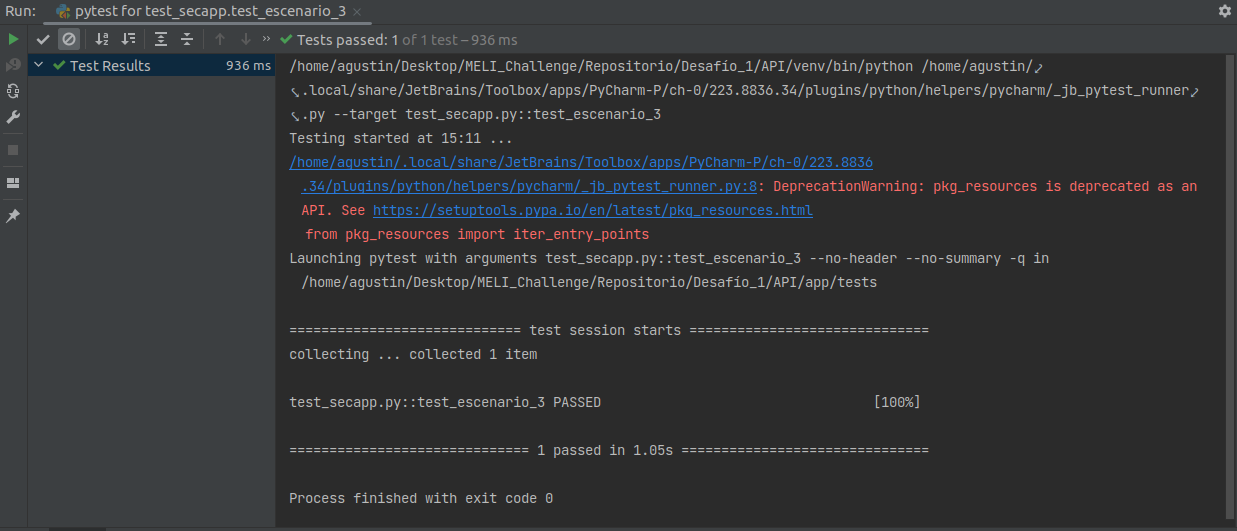 Run: pytest for test_secapp.test_escenario_3 ×
Tests passed: 1 of 1 test – 936 ms
Test Results 936 ms
/home/agustin/Desktop/MELI_Challenge/Repositorio/Desafío_1/API/venv/bin/python /home/agustin/
.local/share/JetBrains/Toolbox/apps/PyCharm-P/ch-0/223.8836.34/plugins/python/helpers/pycharm/_jb_pytest_runner
.py --target test_secapp.py::test_escenario_3
Testing started at 15:11 ...
/home/agustin/.local/share/JetBrains/Toolbox/apps/PyCharm-P/ch-0/223.8836
.34/plugins/python/helpers/pycharm/_jb_pytest_runner.py:8: DeprecationWarning: pkg_resources is deprecated as an
API. See https://setuptools.pypa.io/en/latest/pkg_resources.html
from pkg_resources import iter_entry_points
Launching pytest with arguments test_secapp.py::test_escenario_3 --no-header --no-summary -q in
/home/agustin/Desktop/MELI_Challenge/Repositorio/Desafío_1/API/app/tests
============================= test session starts ==============================
collecting ... collected 1 item
test_secapp.py::test_escenario_3 PASSED [100%]
============================== 1 passed in 1.05s ===============================
Process finished with exit code 0